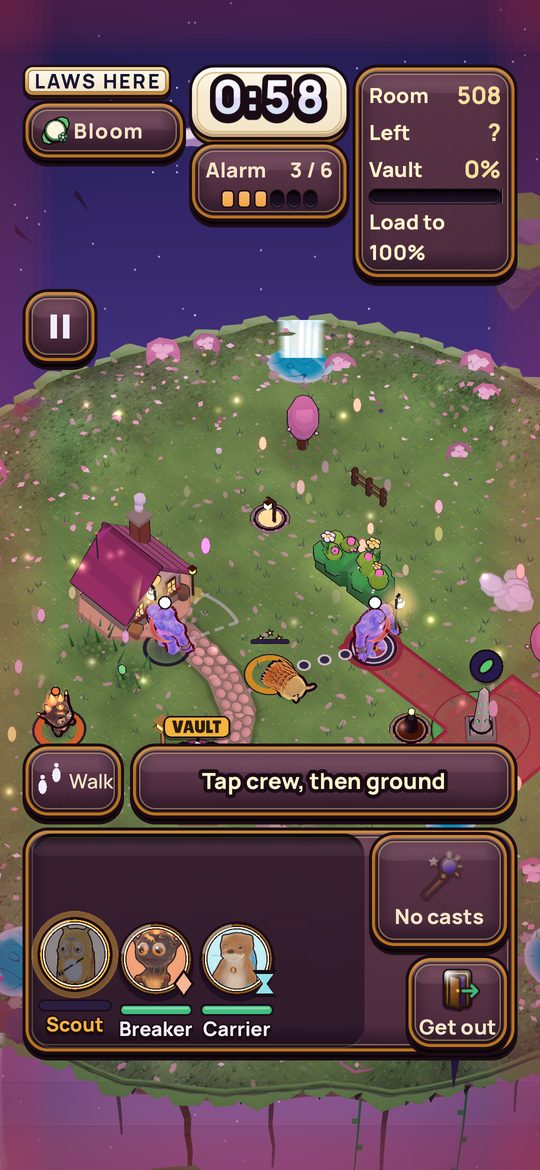 LAWS HERE
Bloom
0:58
Alarm 3 / 6
Room 508
Left ?
Vault 0%
Load to
100%
VAULT
Walk
Tap crew, then ground
No casts
Scout
Breaker
Carrier
Get out